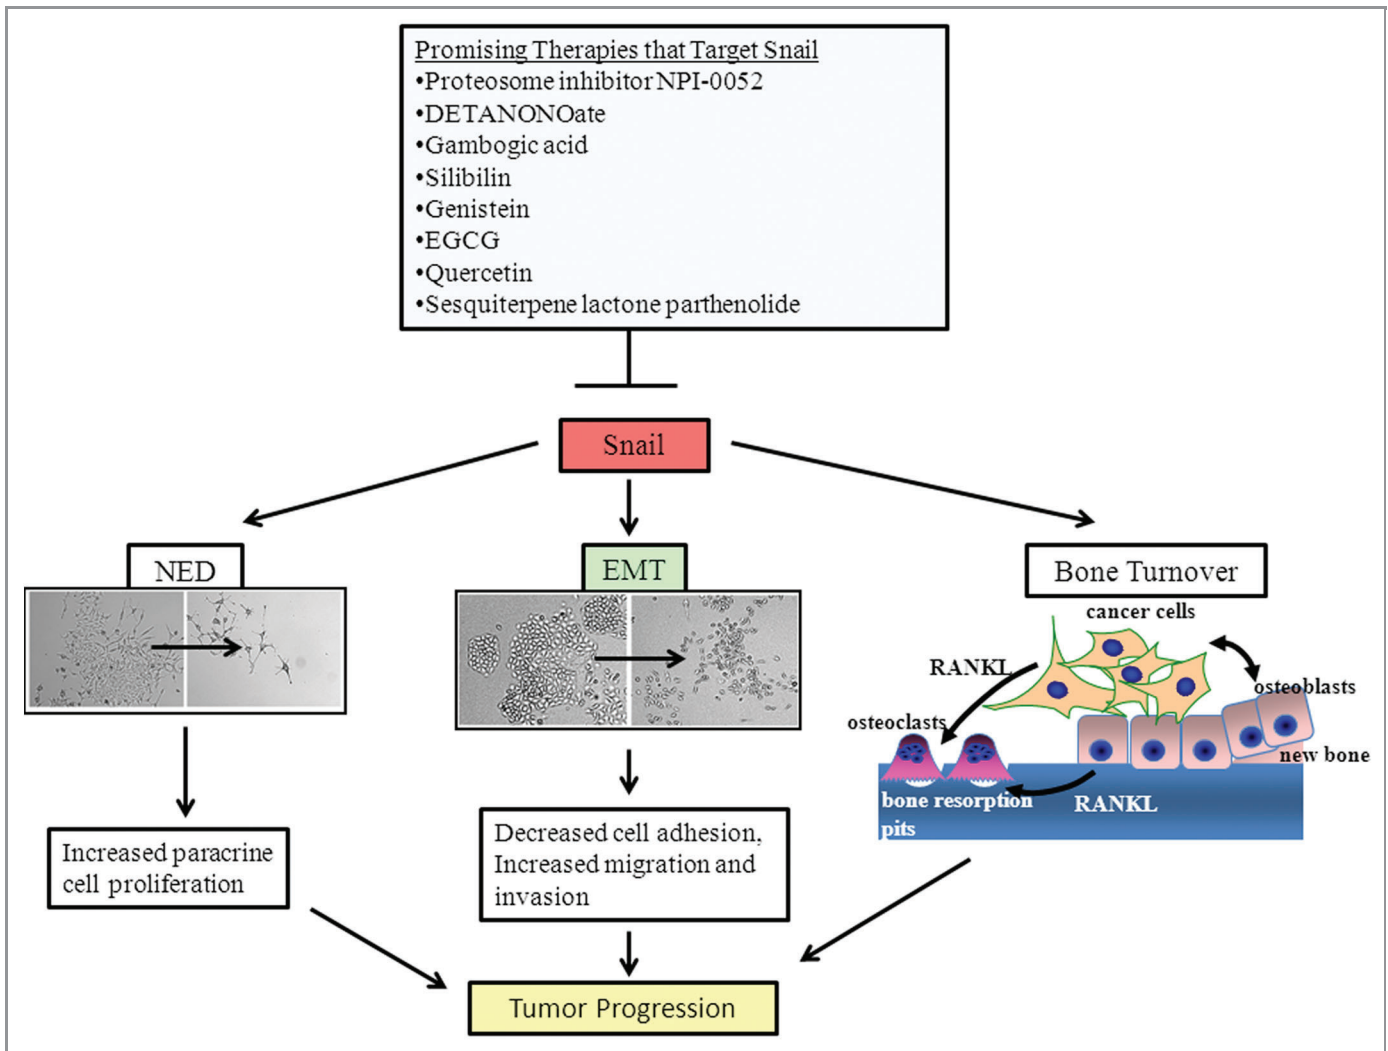 Promising Therapies that Target Snail
•Proteosome inhibitor NPI-0052
•DETANONOate
•Gambogic acid
•Silibilin
•Genistein
•EGCG
•Quercetin
•Sesquiterpene lactone parthenolide
Snail
NED
EMT
Bone Turnover
cancer cells
RANKL
osteoblasts
osteoclasts
new bone
bone resorption
pits
RANKL
Increased paracrine
cell proliferation
Decreased cell adhesion,
Increased migration and
invasion
Tumor Progression